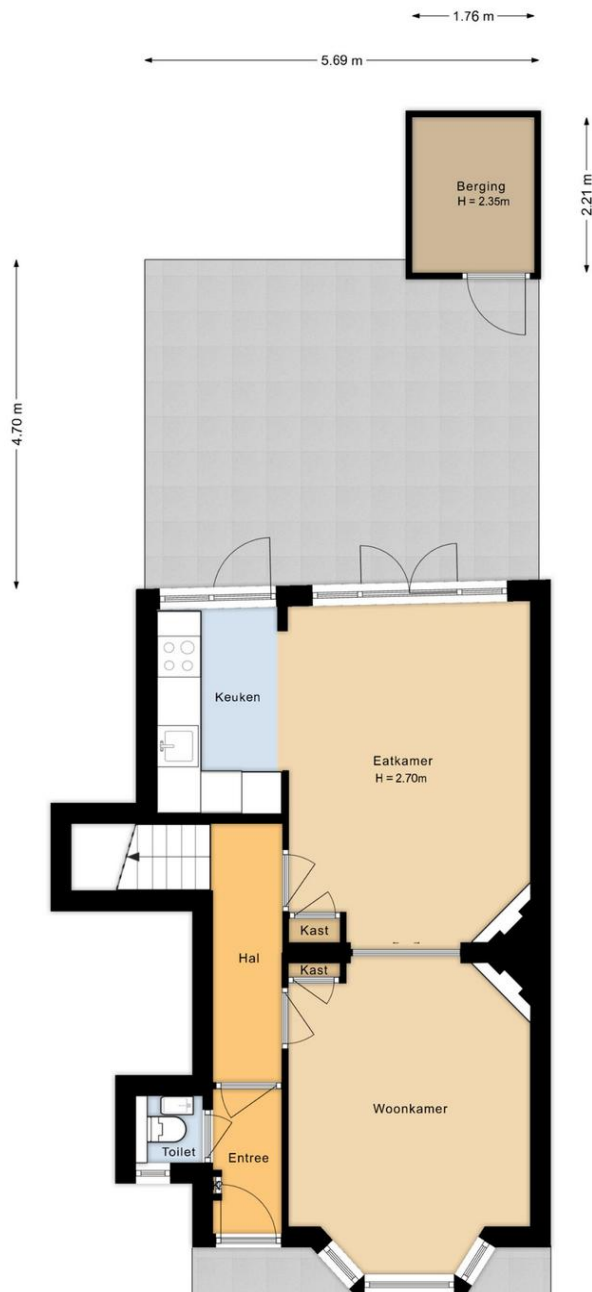 1.76 m
5.69 m
Berging
H = 2.35m
2.21 m
4.70 m
Keuken
Eatkamer
H = 2.70m
Kast
Hal
Kast
Woonkamer
Toilet
Entree